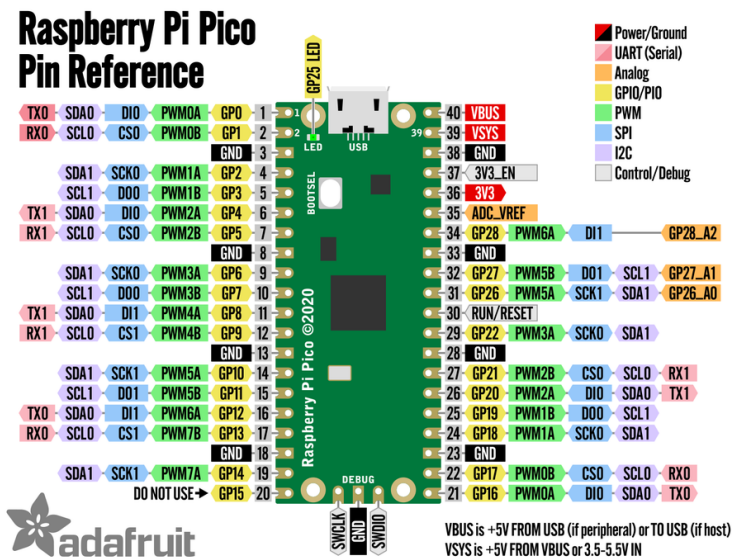 Raspberry Pi Pico
Pin Reference
GP25 LED
Power/Ground
UART (Serial)
Analog
GPIO/PIO
PWM
SPI
I2C
Control/Debug
TX0 SDA0 DI0 PWM0A GP0 1
RX0 SCL0 CS0 PWM0B GP1 2
GND 3
SDA1 SCK0 PWM1A GP2 4
SCL1 DO0 PWM1B GP3 5
TX1 SDA0 DI0 PWM2A GP4 6
RX1 SCL0 CS0 PWM2B GP5 7
GND 8
SDA1 SCK0 PWM3A GP6 9
SCL1 DO0 PWM3B GP7 10
TX1 SDA0 DI1 PWM4A GP8 11
RX1 SCL0 CS1 PWM4B GP9 12
GND 13
SDA1 SCK1 PWM5A GP10 14
SCL1 DO1 PWM5B GP11 15
TX0 SDA0 DI1 PWM6A GP12 16
RX0 SCL0 CS1 PWM7B GP13 17
GND 18
SDA1 SCK1 PWM7A GP14 19
DO NOT USE→ GP15 20
1
2
LED
USB
39
BOOTSEL
Raspberry Pi Pico ©2020
DEBUG
SWCLK
GND
SWDIO
40 VBUS
39 VSYS
38 GND
37 3V3_EN
36 3V3
35 ADC_VREF
34 GP28 PWM6A DI1 GP28_A2
33 GND
32 GP27 PWM5B DO1 SCL1 GP27_A1
31 GP26 PWM5A SCK1 SDA1 GP26_A0
30 RUN/RESET
29 GP22 PWM3A SCK0 SDA1
28 GND
27 GP21 PWM2B CS0 SCL0 RX1
26 GP20 PWM2A DI0 SDA0 TX1
25 GP19 PWM1B DO0 SCL1
24 GP18 PWM1A SCK0 SDA1
23 GND
22 GP17 PWM0B CS0 SCL0 RX0
21 GP16 PWM0A DI0 SDA0 TX0
adafruit
VBUS is +5V FROM USB (if peripheral) or TO USB (if host)
VSYS is +5V FROM VBUS or 3.5-5.5V IN